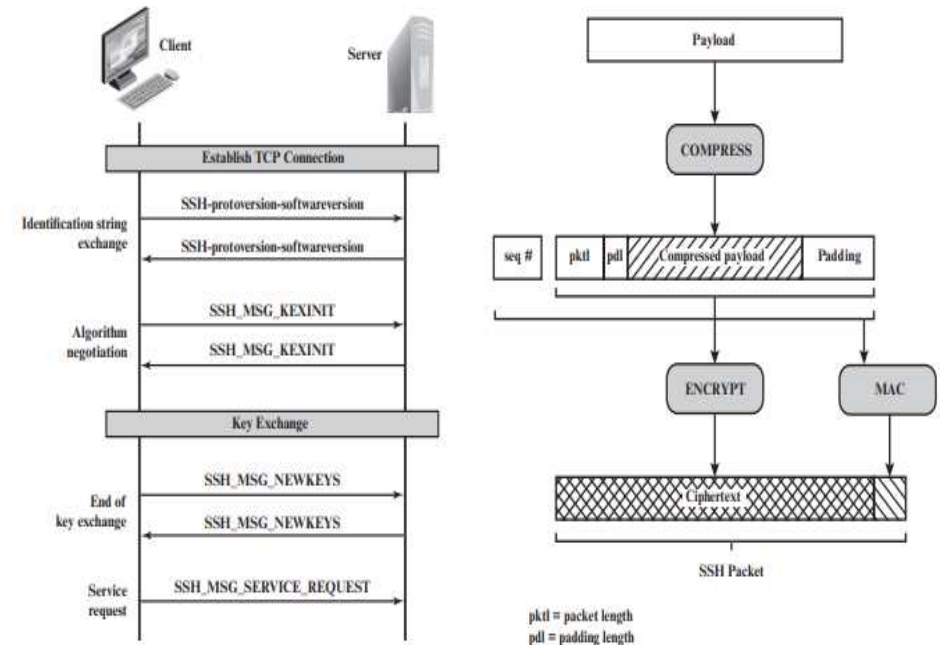 Client
Server
Establish TCP Connection
SSH-protoversion-softwareversion
Identification string
exchange
SSH-protoversion-softwareversion
SSH_MSG_KEXINIT
Algorithm
negotiation
SSH_MSG_KEXINIT
Key Exchange
SSH_MSG_NEWKEYS
End of
key exchange
SSH_MSG_NEWKEYS
Service
request
SSH_MSG_SERVICE_REQUEST
Payload
COMPRESS
seq #
pktl
pdl
Compressed payload
Padding
ENCRYPT
MAC
Ciphertext
SSH Packet
pktl = packet length
pdl = padding length